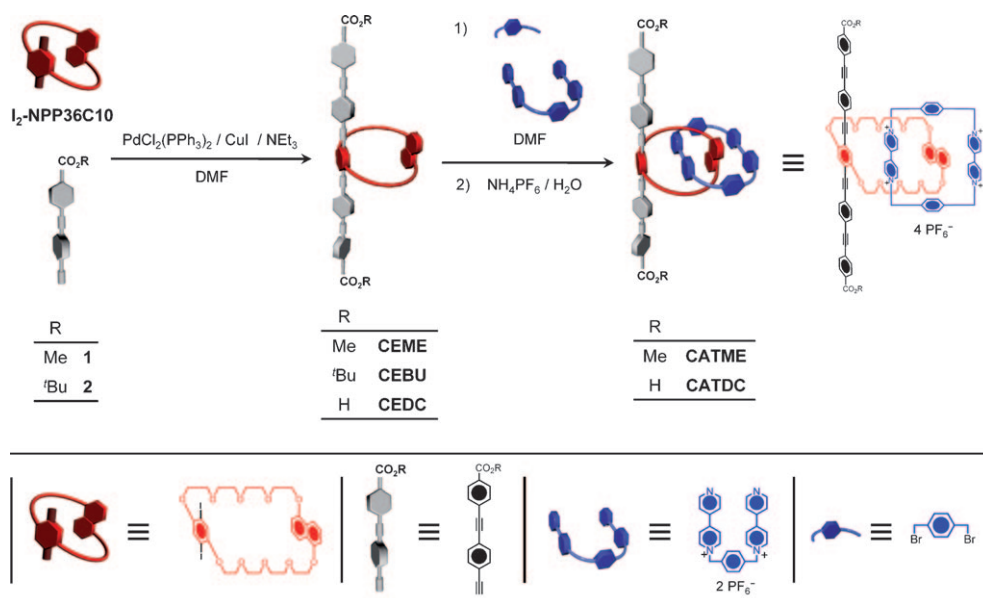 CO₂R
CO₂R
1)
CO₂R
I₂-NPP36C10
PdCl₂(PPh₃)₂ / CuI / NEt₃
DMF
DMF
2) NH₄PF₆ / H₂O
≡
N + N +
N + N +
4 PF₆⁻
CO₂R
CO₂R
CO₂R
CO₂R
R
Me 1
ᵗBu 2
R
Me CEME
ᵗBu CEBU
H CEDC
R
Me CATME
H CATDC
≡
I
I
CO₂R
≡
CO₂R
≡
N N
N + N +
2 PF₆⁻
≡
Br Br